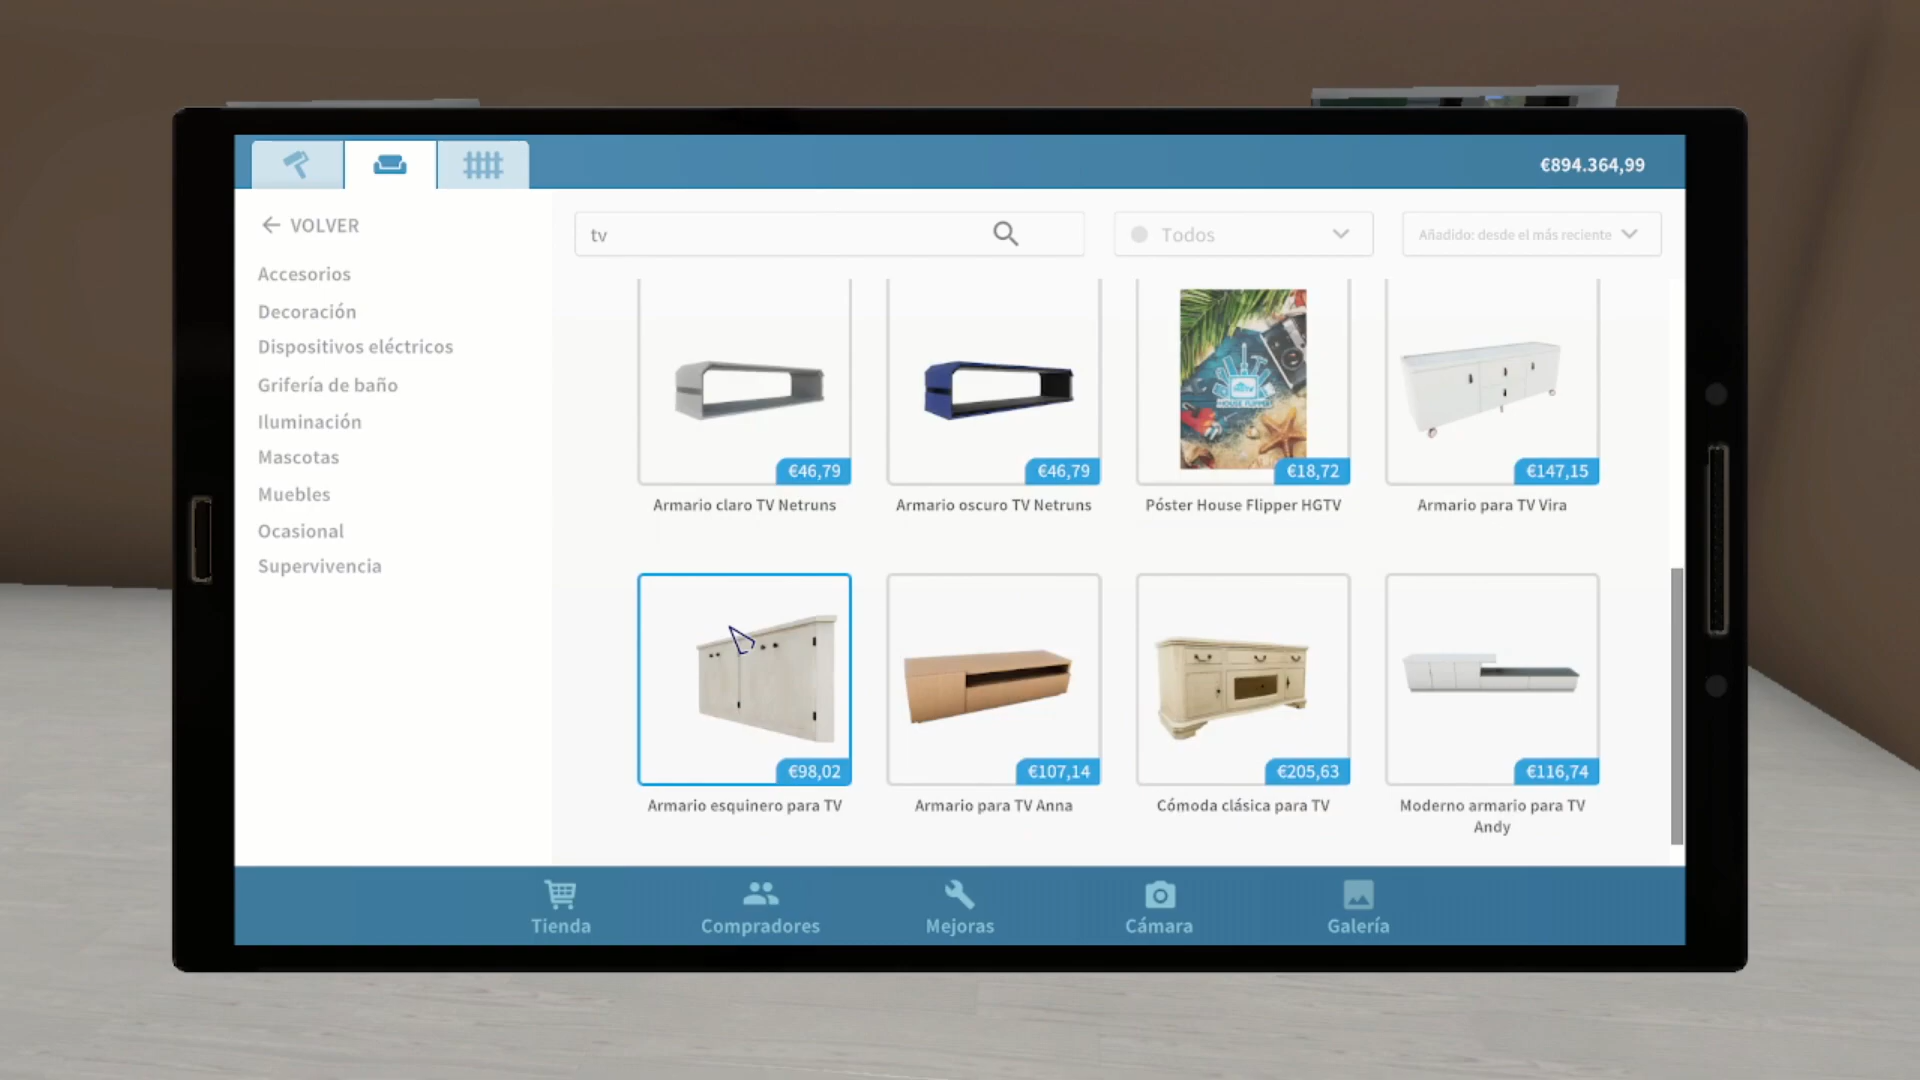 €894.364,99
VOLVER
tv
Todos
Añadido: desde el más reciente
Accesorios
Decoración
Dispositivos eléctricos
Grifería de baño
Iluminación
Mascotas
Muebles
Ocasional
Supervivencia
€46,79
€46,79
HGTV
HOUSE FLIPPER
€18,72
€147,15
Armario claro TV Netruns
Armario oscuro TV Netruns
Póster House Flipper HGTV
Armario para TV Vira
€98,02
€107,14
€205,63
€116,74
Armario esquinero para TV
Armario para TV Anna
Cómoda clásica para TV
Moderno armario para TV
Andy
Tienda
Compradores
Mejoras
Cámara
Galería